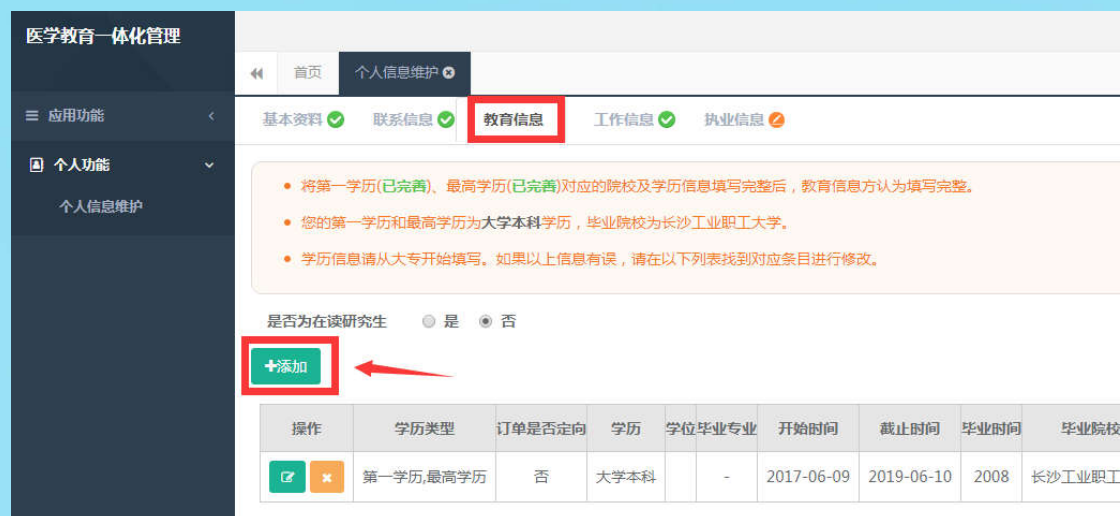 医学教育一体化管理
首页 个人信息维护
应用功能
基本资料 联系信息 教育信息 工作信息 执业信息
个人功能
个人信息维护
将第一学历(已完善)、最高学历(已完善)对应的院校及学历信息填写完整后，教育信息方认为填写完整。
您的第一学历和最高学历为大学本科学历，毕业院校为长沙工业职工大学。
学历信息请从大专开始填写。如果以上信息有误，请在以下列表找到对应条目进行修改。
是否为在读研究生 是 否
+添加
操作 学历类型 订单是否定向 学历 学位 毕业专业 开始时间 截止时间 毕业时间 毕业院校
第一学历,最高学历 否 大学本科 - 2017-06-09 2019-06-10 2008 长沙工业职工